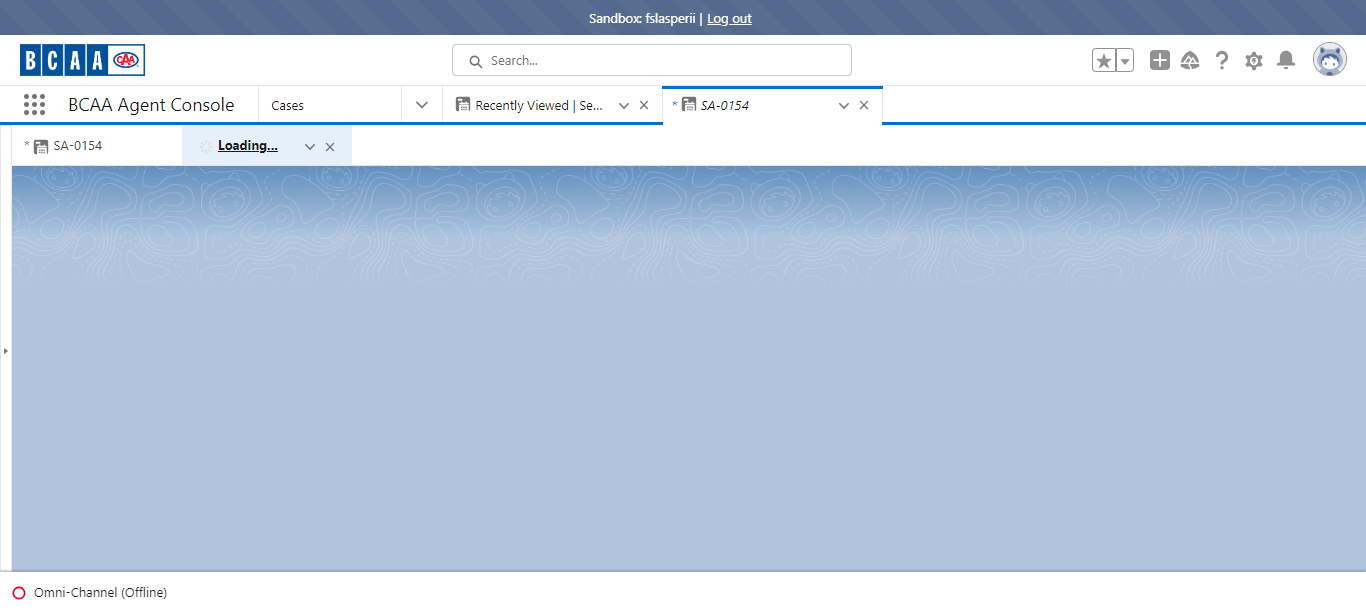 Sandbox: fslasperii | Log out
BCAA CAA
Search...
BCAA Agent Console
Cases
Recently Viewed | Se...
* SA-0154
* SA-0154
Loading...
Omni-Channel (Offline)